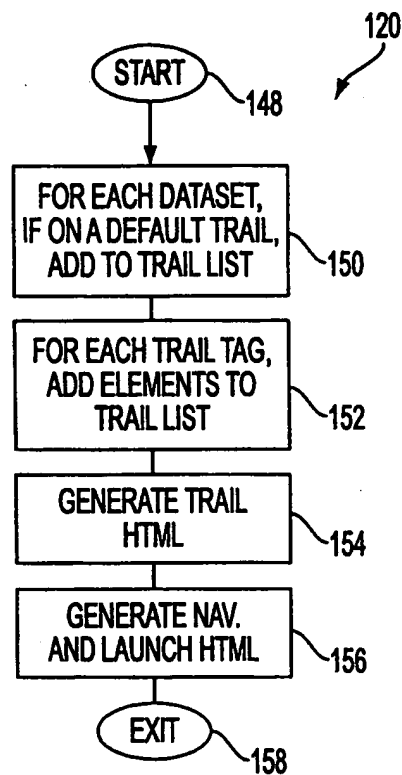 120
START
148
FOR EACH DATASET,
IF ON A DEFAULT TRAIL,
ADD TO TRAIL LIST
150
FOR EACH TRAIL TAG,
ADD ELEMENTS TO
TRAIL LIST
152
GENERATE TRAIL
HTML
154
GENERATE NAV.
AND LAUNCH HTML
156
EXIT
158